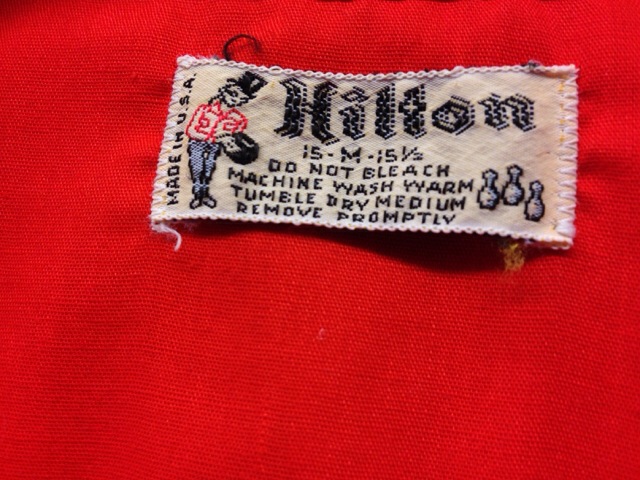 MADE IN U.S.A.
Hilton
15-M-15½
DO NOT BLEACH
MACHINE WASH WARM
TUMBLE DRY MEDIUM
REMOVE PROMPTLY